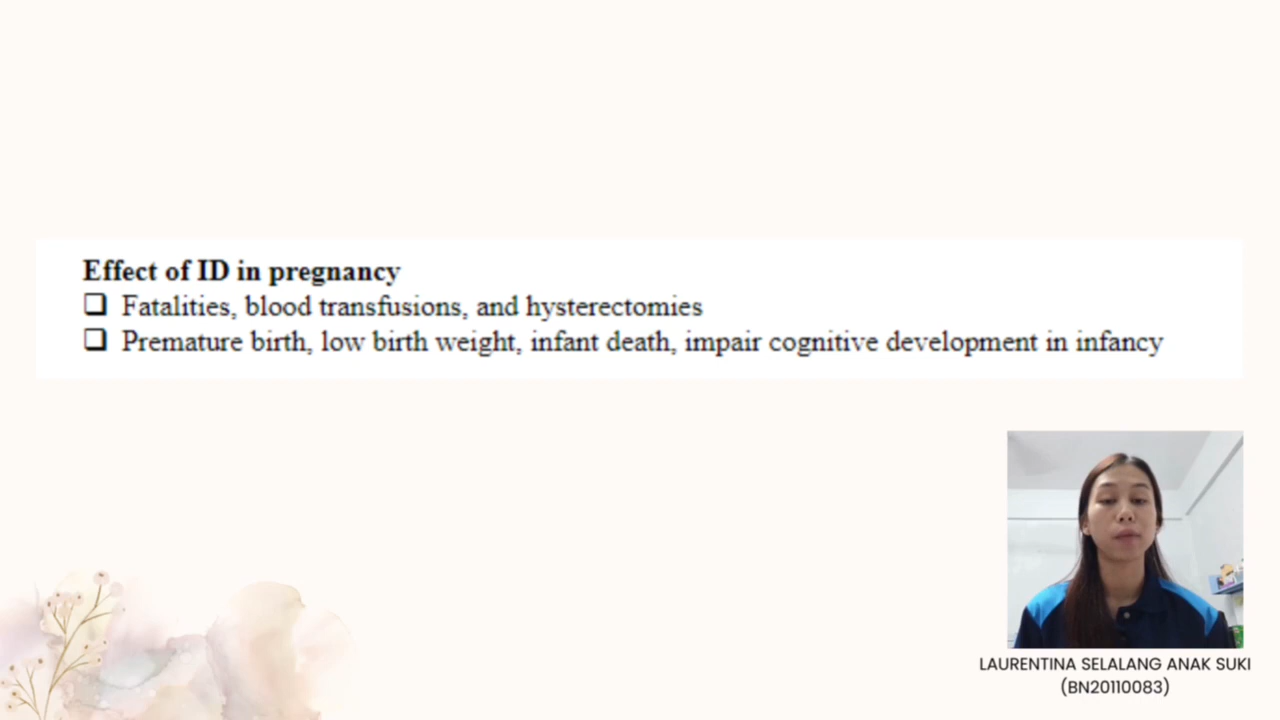 Effect of ID in pregnancy
❑ Fatalities, blood transfusions, and hysterectomies
❑ Premature birth, low birth weight, infant death, impair cognitive development in infancy
LAURENTINA SELALANG ANAK SUKI
(BN20110083)